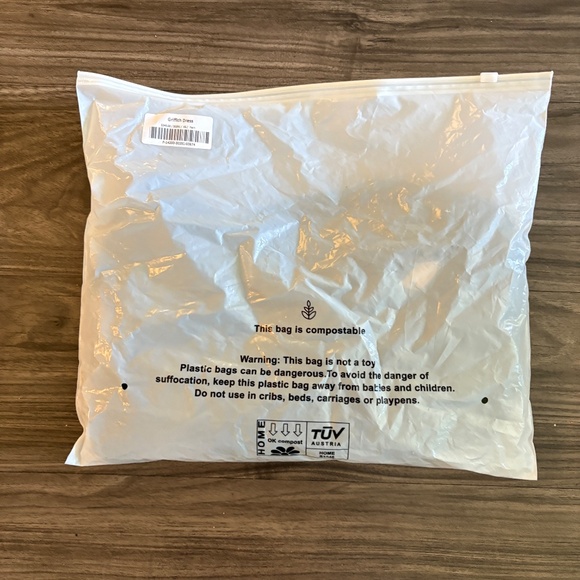 Griffith Dress
This bag is compostable
Warning: This bag is not a toy
Plastic bags can be dangerous.To avoid the danger of
suffocation, keep this plastic bag away from babies and children.
Do not use in cribs, beds, carriages or playpens.
HOME
OK compost
TÜV
AUSTRIA
HOME